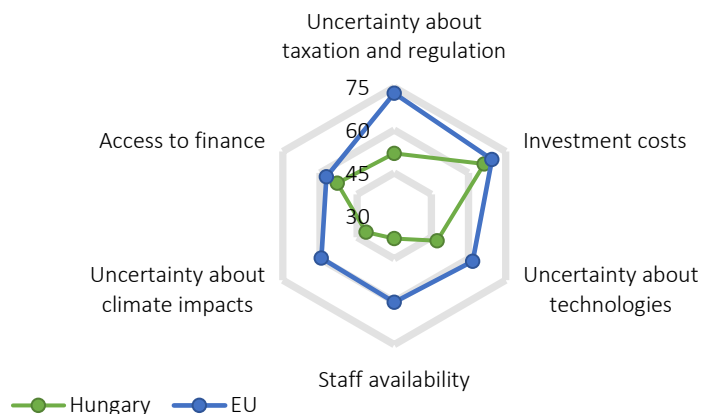 Uncertainty about
taxation and regulation
75
Access to finance
60
Investment costs
45
30
Uncertainty about
climate impacts
Uncertainty about
technologies
Staff availability
Hungary
EU